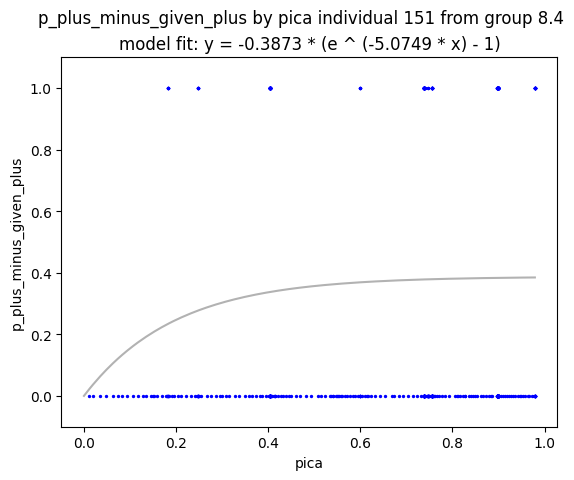 p_plus_minus_given_plus by pica individual 151 from group 8.4
model fit: y = -0.3873 * (e ^ (-5.0749 * x) - 1)
p_plus_minus_given_plus
1.0
0.8
0.6
0.4
0.2
0.0
0.0 0.2 0.4 0.6 0.8 1.0
pica